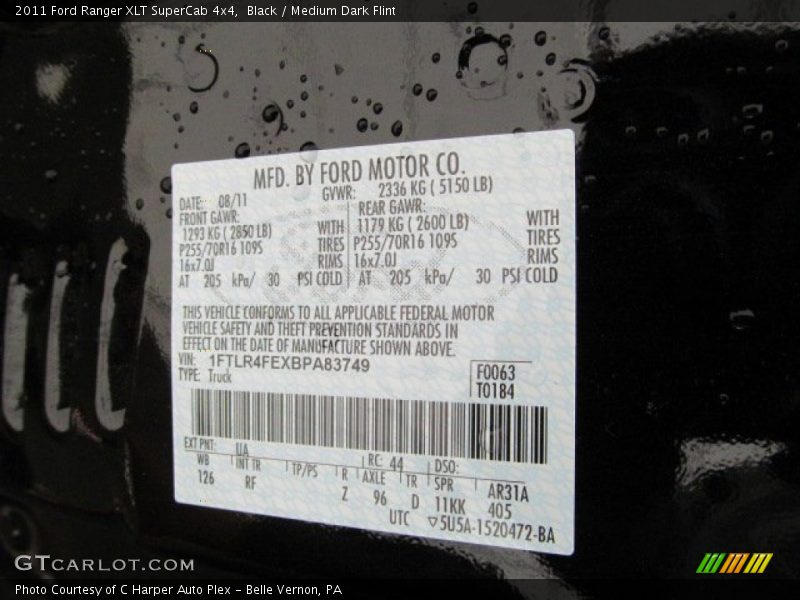 2011 Ford Ranger XLT SuperCab 4x4,  Black / Medium Dark Flint
MFD. BY FORD MOTOR CO.
DATE: 08/11 GVWR: 2336 KG ( 5150 LB)
FRONT GAWR: REAR GAWR:
1293 KG ( 2850 LB) WITH 1179 KG ( 2600 LB) WITH
P255/70R16 109S TIRES P255/70R16 109S TIRES
16x7.0J RIMS 16x7.0J RIMS
AT 205 kPa/ 30 PSI COLD AT 205 kPa/ 30 PSI COLD
THIS VEHICLE CONFORMS TO ALL APPLICABLE FEDERAL MOTOR
VEHICLE SAFETY AND THEFT PREVENTION STANDARDS IN
EFFECT ON THE DATE OF MANUFACTURE SHOWN ABOVE.
VIN: 1FTLR4FEXBPA83749
TYPE: Truck
F0063
T0184
EXT PNT: UA RC: 44 DSO:
WB INT TR TP/PS R AXLE TR SPR AR31A
126 RF Z 96 D 11KK 405
UTC ▽5U5A-1520472-BA
GTCARLOT.COM
Photo Courtesy of C Harper Auto Plex - Belle Vernon, PA